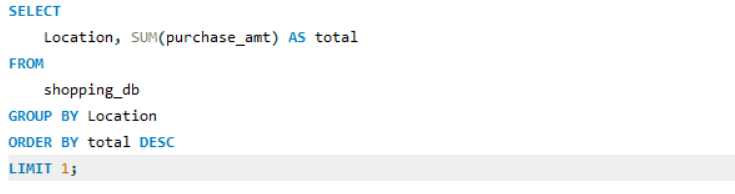 SELECT
    Location, SUM(purchase_amt) AS total
FROM
    shopping_db
GROUP BY Location
ORDER BY total DESC
LIMIT 1;